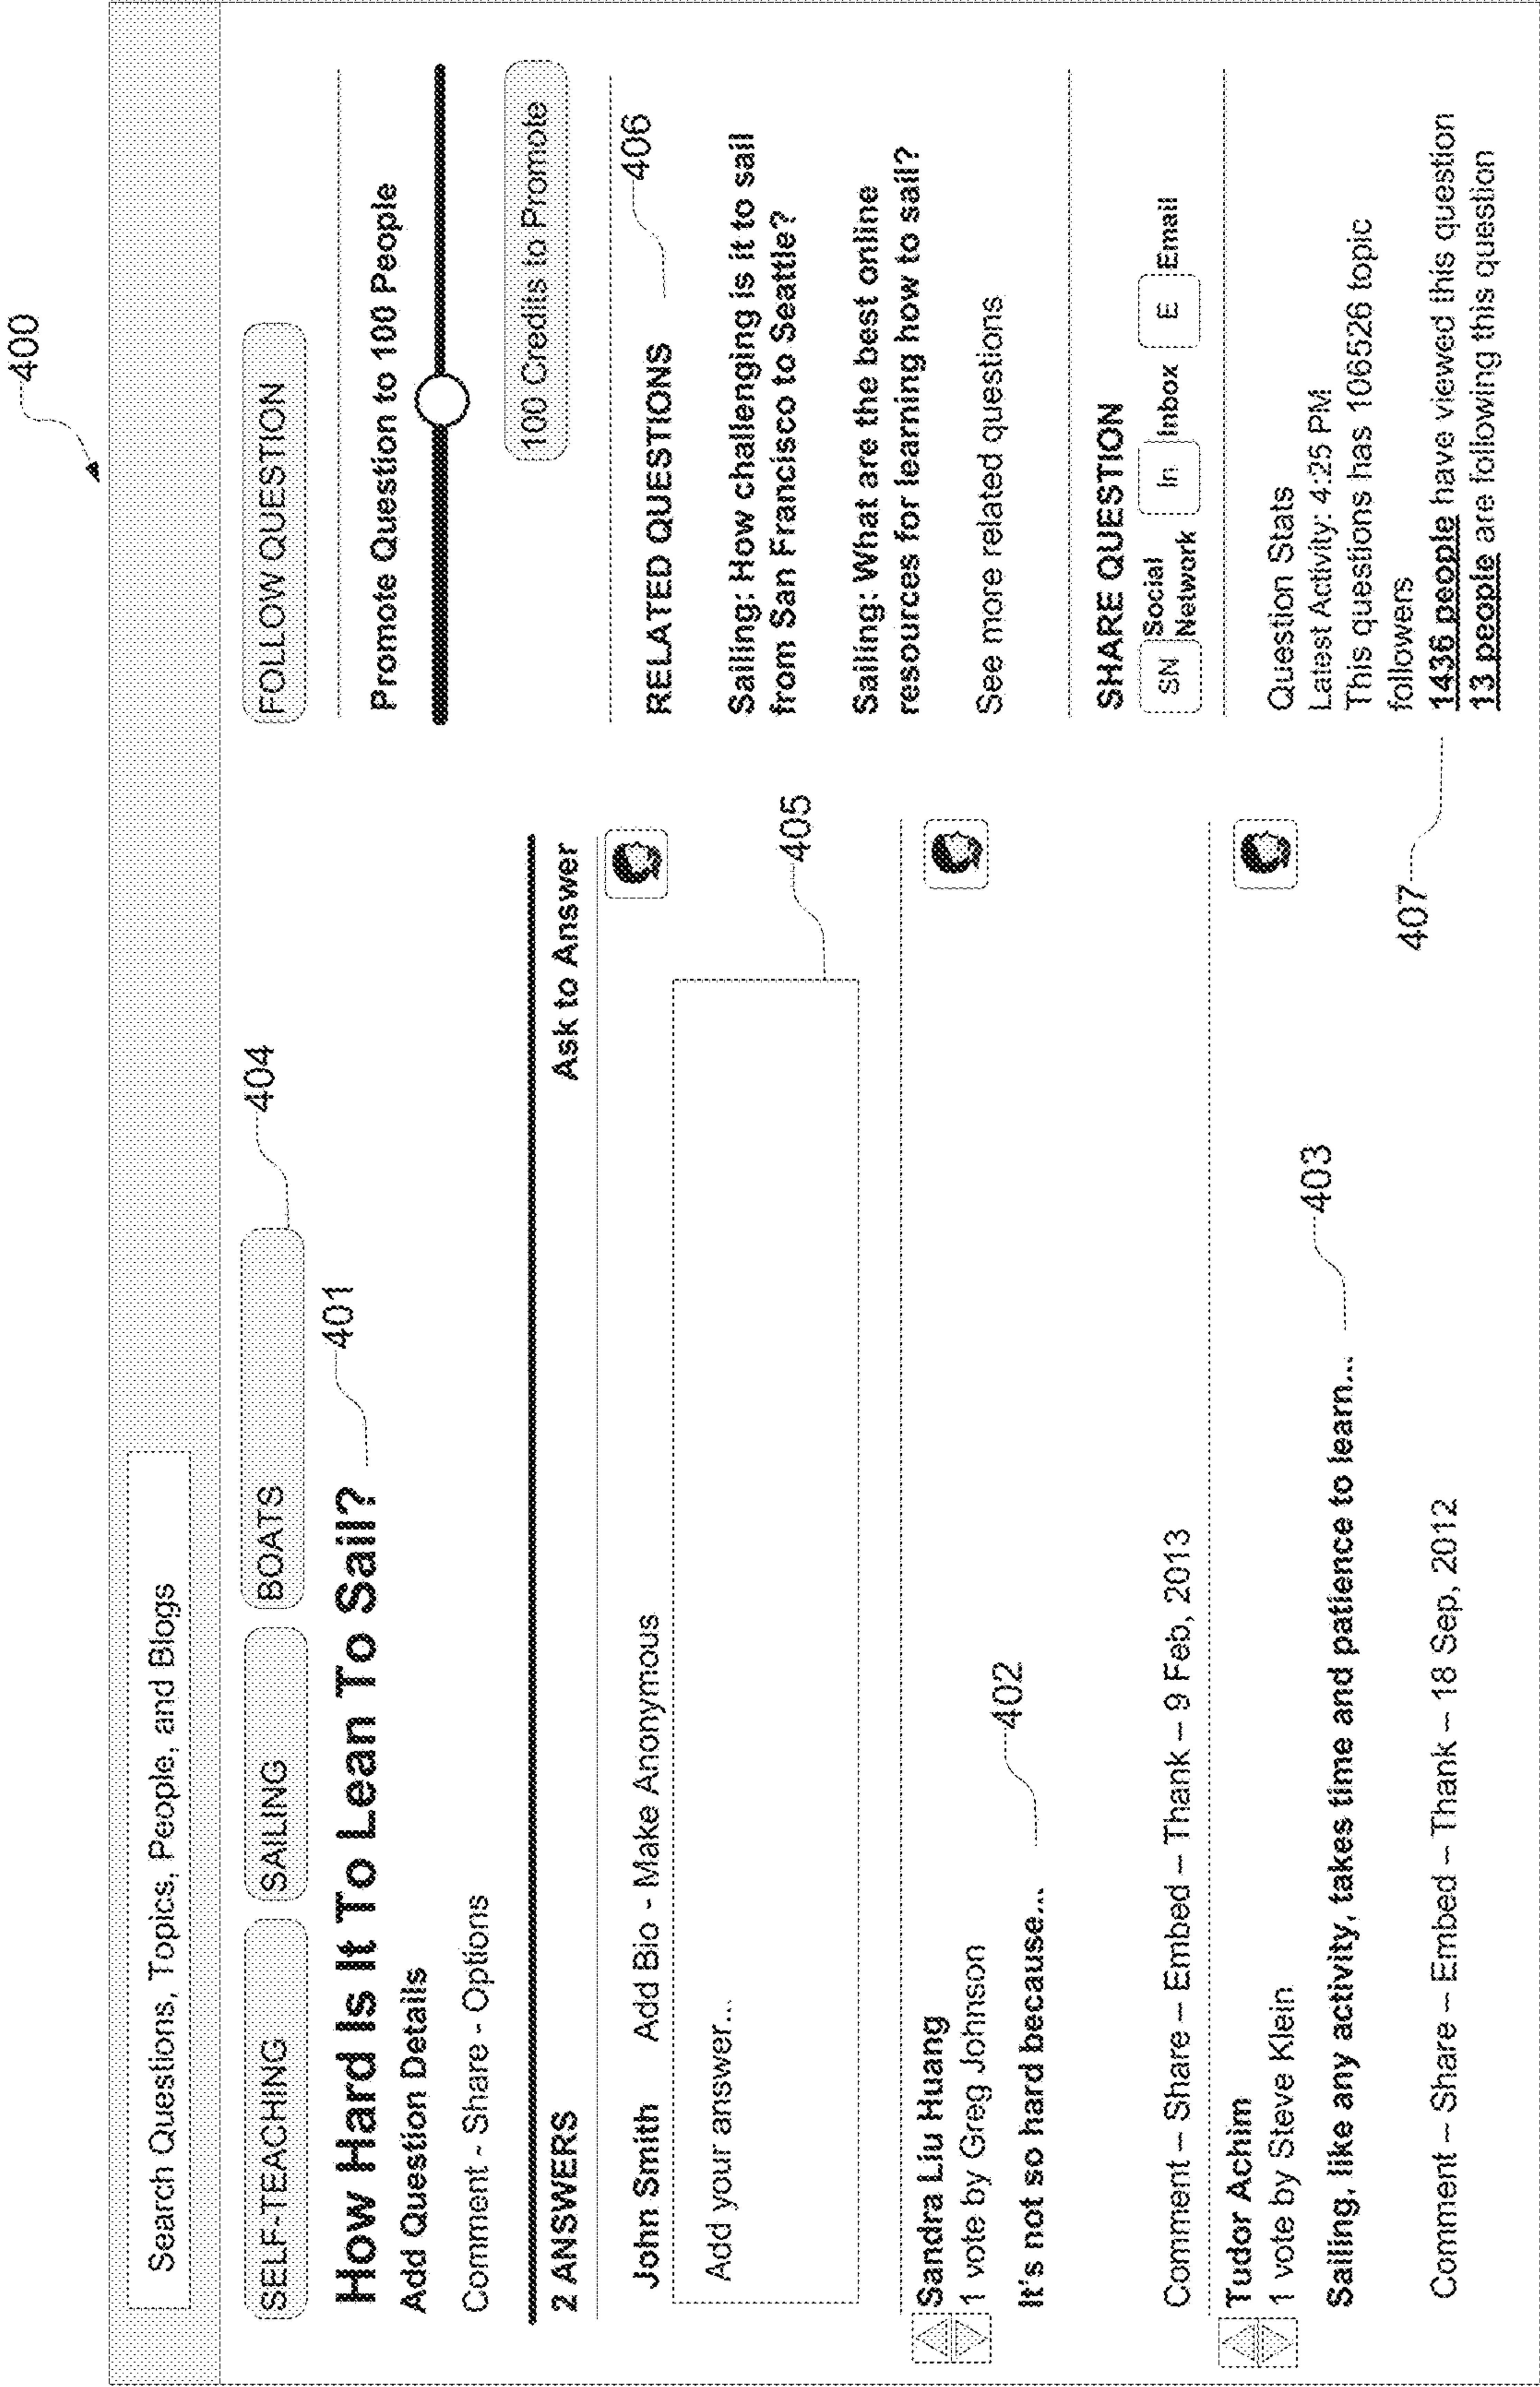 400
Search Questions, Topics, People, and Blogs
SELF-TEACHING
SAILING
BOATS
404
How Hard Is It To Lean To Sail?
401
Add Question Details
Comment - Share - Options
2 ANSWERS
Ask to Answer
John Smith Add Bio - Make Anonymous
Add your answer...
405
Sandra Liu Huang
1 vote by Greg Johnson
It's not so hard because...
402
Comment – Share – Embed – Thank – 9 Feb, 2013
Tudor Achim
1 vote by Steve Klein
Sailing, like any activity, takes time and patience to learn...
403
Comment – Share – Embed – Thank – 18 Sep, 2012
FOLLOW QUESTION
Promote Question to 100 People
100 Credits to Promote
RELATED QUESTIONS
406
Sailing: How challenging is it to sail
from San Francisco to Seattle?
Sailing: What are the best online
resources for learning how to sail?
See more related questions
SHARE QUESTION
SN Social
Network
In Inbox
E Email
Question Stats
Latest Activity: 4:25 PM
This questions has 106526 topic
followers
1436 people have viewed this question
13 people are following this question
407